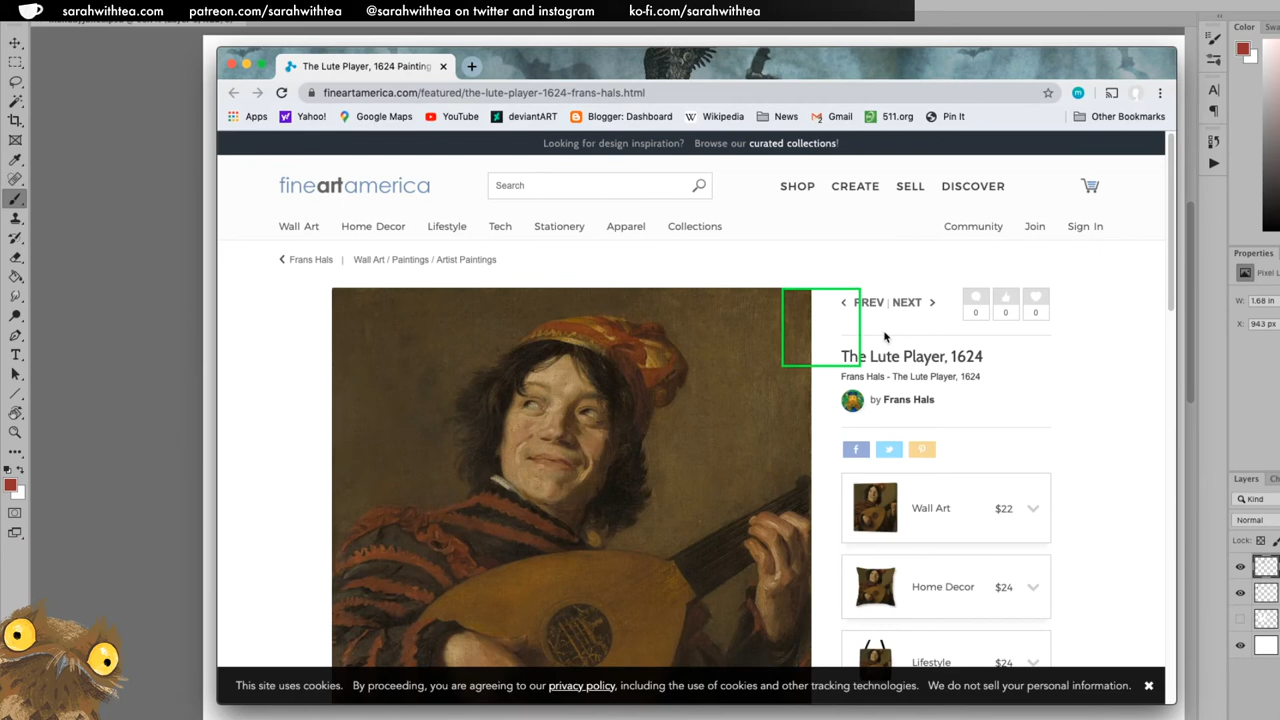 sarahwithtea.com patreon.com/sarahwithtea @sarahwithtea on twitter and instagram ko-fi.com/sarahwithtea
The Lute Player, 1624 Painting
fineartamerica.com/featured/the-lute-player-1624-frans-hals.html
Apps Yahoo! Google Maps YouTube deviantART Blogger: Dashboard Wikipedia News Gmail 511.org Pin It Other Bookmarks
Looking for design inspiration? Browse our curated collections!
fineartamerica
Search
SHOP CREATE SELL DISCOVER
Wall Art Home Decor Lifestyle Tech Stationery Apparel Collections Community Join Sign In
Frans Hals | Wall Art / Paintings / Artist Paintings
PREV | NEXT
0 0 0
The Lute Player, 1624
Frans Hals - The Lute Player, 1624
by Frans Hals
Wall Art $22
Home Decor $24
Lifestyle $24
This site uses cookies. By proceeding, you are agreeing to our privacy policy, including the use of cookies and other tracking technologies. We do not sell your personal information.
Color
Properties
W: 1.68 in
X: 943 px
Layers
Kind
Normal
Lock: